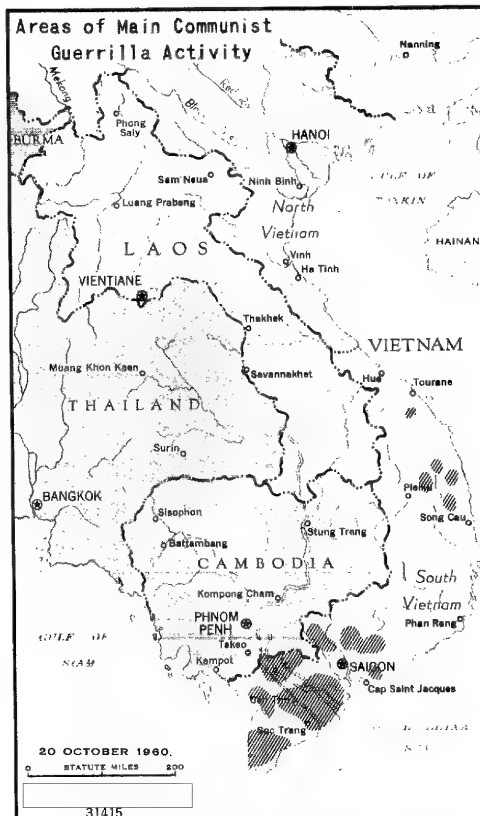 Areas of Main Communist
Guerrilla Activity
Nanning
Mekong
Phong
Saly
BURMA
HANOI
Sam Neua
Ninh Binh
GULF OF
Luang Prabang
North
Vietnam
HAINAN
LAOS
Vinh
Ha Tinh
VIENTIANE
Thakhek
VIETNAM
Muang Khon Kaen
Savannakhet
Hue
Tourane
THAILAND
Surin
Pleiku
BANGKOK
Song Cau
Sisophon
Stung Treng
Battambang
CAMBODIA
Kompong Cham
South
Vietnam
PHNOM
PENH
Phan Rang
GULF OF
SIAM
Takeo
Kampot
SAIGON
Cap Saint Jacques
Soc Trang
20 OCTOBER 1960.
STATUTE MILES
0 200
31415